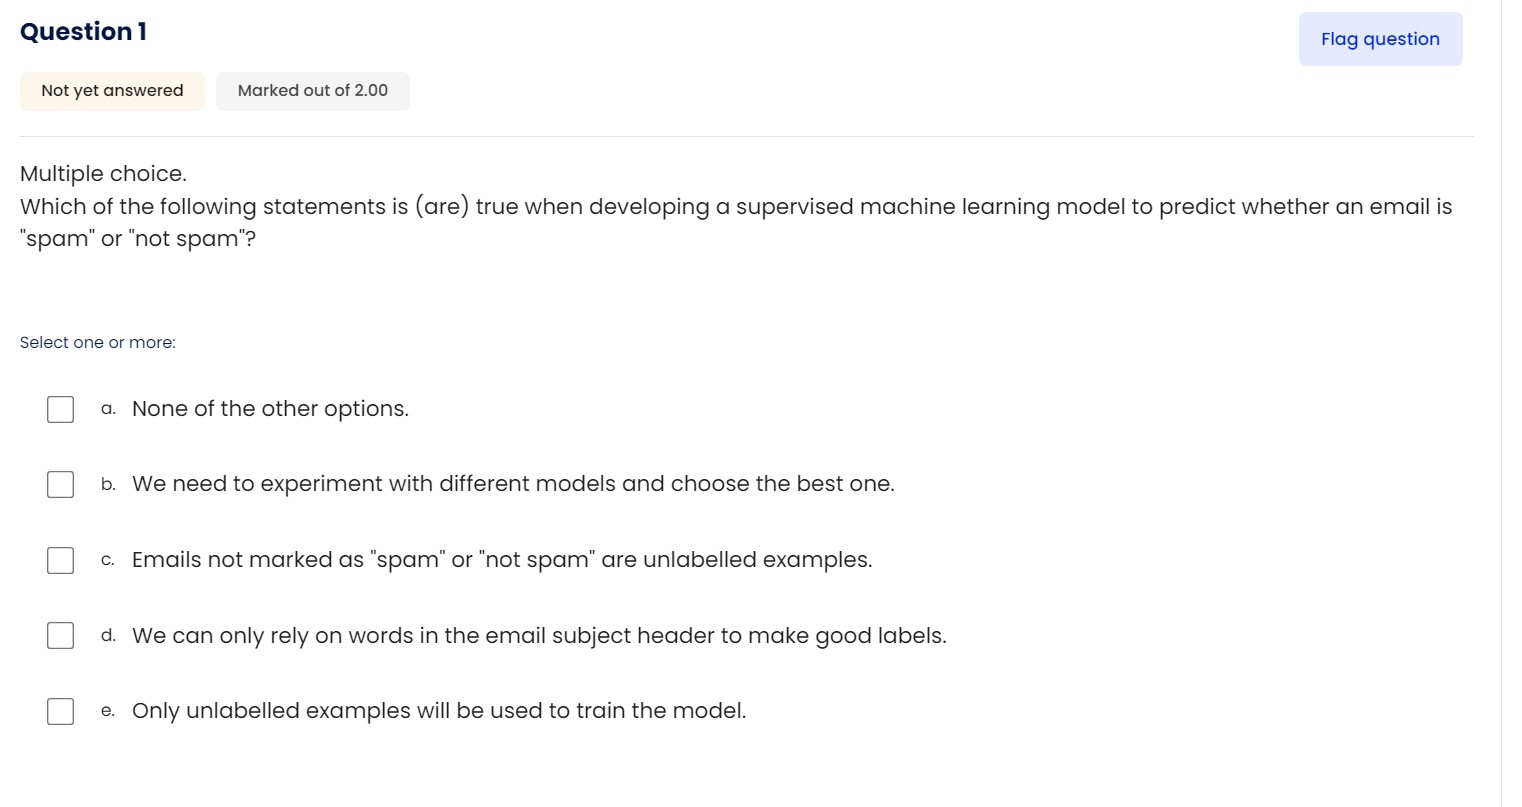 Question 1
Flag question
Not yet answered
Marked out of 2.00
Multiple choice.
Which of the following statements is (are) true when developing a supervised machine learning model to predict whether an email is
"spam" or "not spam"?
Select one or more:
a. None of the other options.
b. We need to experiment with different models and choose the best one.
c. Emails not marked as "spam" or "not spam" are unlabelled examples.
d. We can only rely on words in the email subject header to make good labels.
e. Only unlabelled examples will be used to train the model.